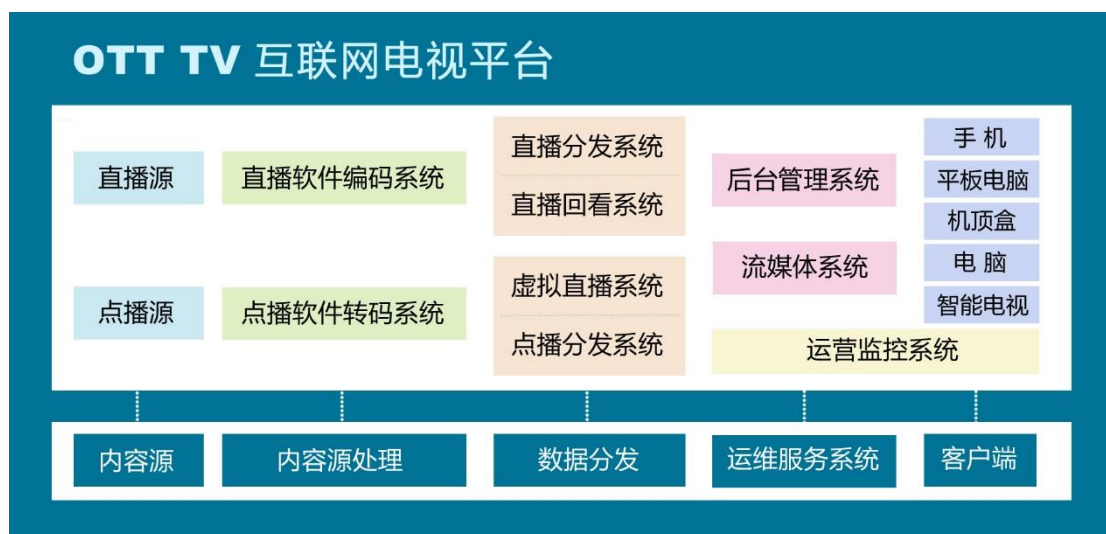 OTT TV 互联网电视平台
直播源
直播软件编码系统
直播分发系统
直播回看系统
后台管理系统
手机
平板电脑
机顶盒
电脑
智能电视
点播源
点播软件转码系统
虚拟直播系统
点播分发系统
流媒体系统
运营监控系统
内容源
内容源处理
数据分发
运维服务系统
客户端